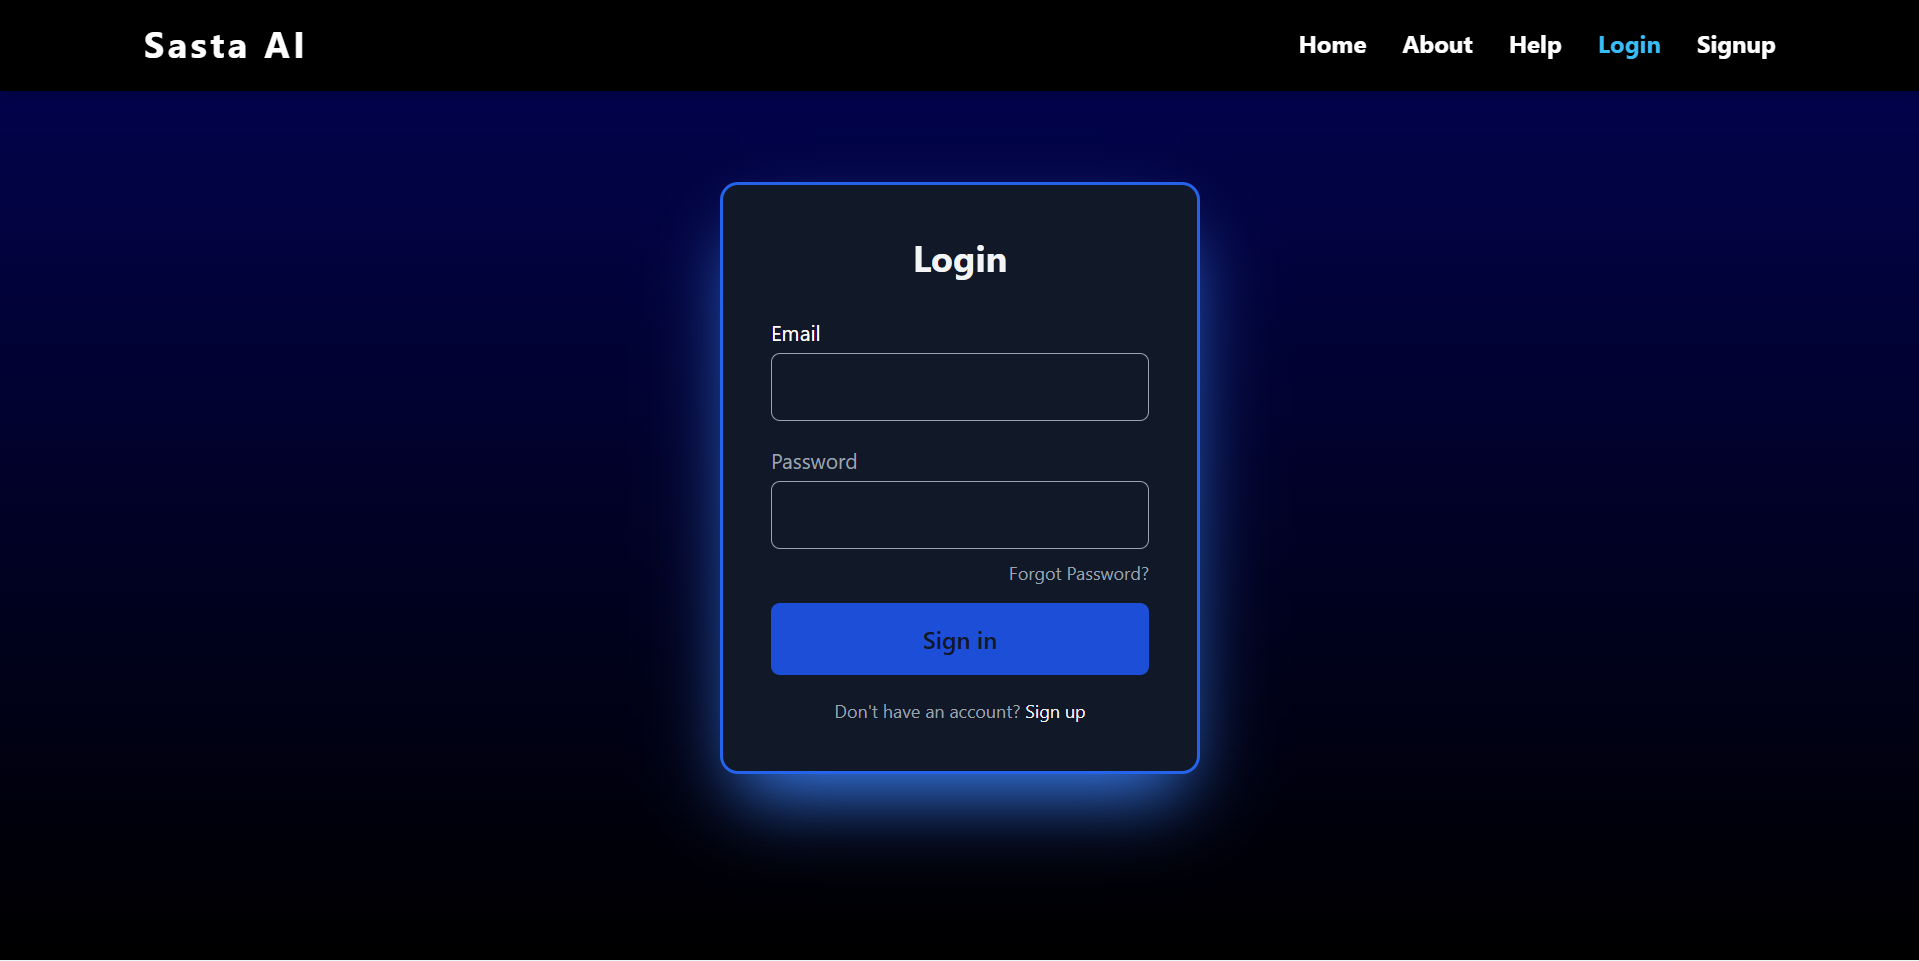 Sasta AI
Home About Help Login Signup
Login
Email
Password
Forgot Password?
Sign in
Don't have an account? Sign up